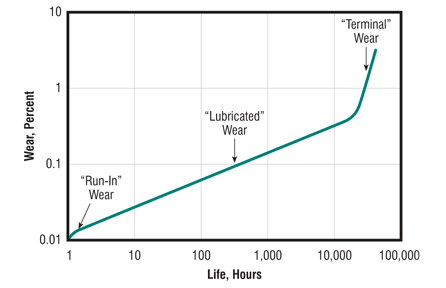 10
"Terminal"
Wear
1
"Lubricated"
Wear
Wear, Percent
0.1
"Run-In"
Wear
0.01
1 10 100 1,000 10,000 100,000
Life, Hours